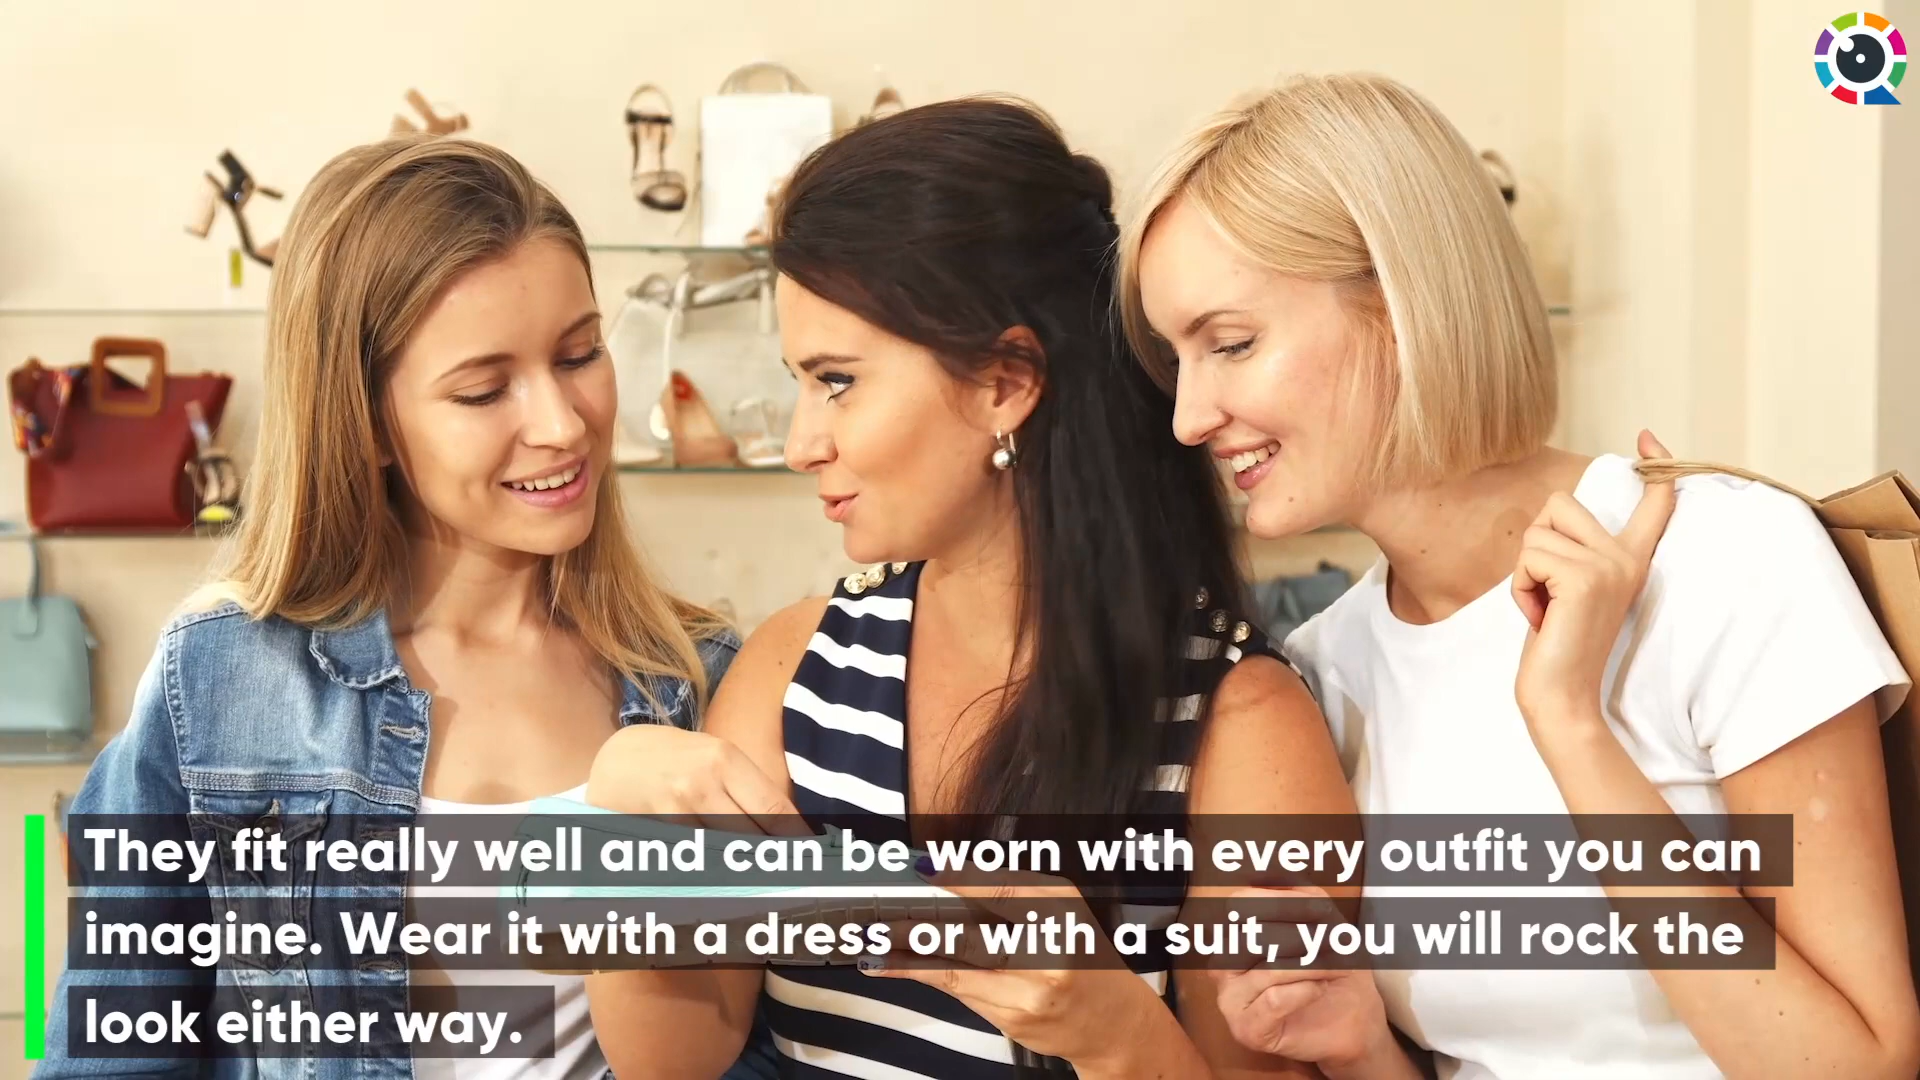 They fit really well and can be worn with every outfit you can
imagine. Wear it with a dress or with a suit, you will rock the
look either way.